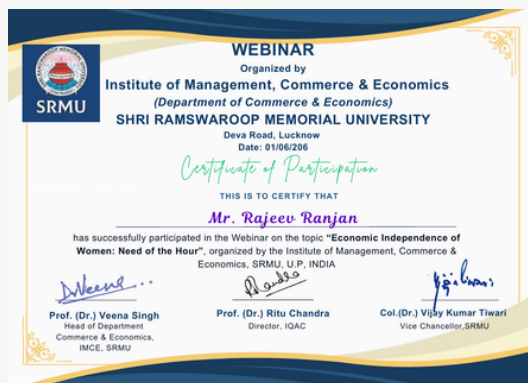 WEBINAR
Organized by
Institute of Management, Commerce & Economics
(Department of Commerce & Economics)
SHRI RAMSWAROOP MEMORIAL UNIVERSITY
Deva Road, Lucknow
Date: 01/06/206
SRMU
Certificate of Participation
THIS IS TO CERTIFY THAT
Mr. Rajeev Ranjan
has successfully participated in the Webinar on the topic “Economic Independence of
Women: Need of the Hour”, organized by the Institute of Management, Commerce &
Economics, SRMU, U.P, INDIA
Prof. (Dr.) Veena Singh
Head of Department
Commerce & Economics,
IMCE, SRMU
Prof. (Dr.) Ritu Chandra
Director, IQAC
Col.(Dr.) Vijay Kumar Tiwari
Vice Chancellor,SRMU